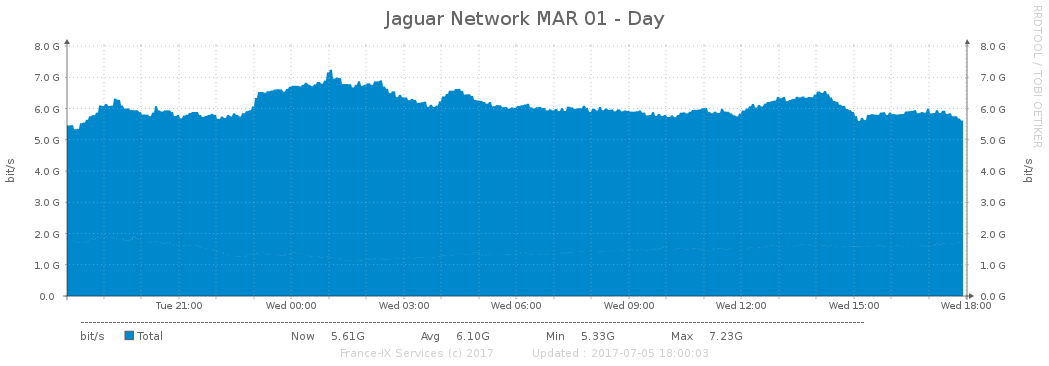 Jaguar Network MAR 01 - Day
RRDTOOL / TOBI OETIKER
bit/s
8.0 G 8.0 G
7.0 G 7.0 G
6.0 G 6.0 G
5.0 G 5.0 G
4.0 G 4.0 G
3.0 G 3.0 G
2.0 G 2.0 G
1.0 G 1.0 G
0.0 0.0 G
bit/s
Tue 21:00 Wed 00:00 Wed 03:00 Wed 06:00 Wed 09:00 Wed 12:00 Wed 15:00 Wed 18:00
bit/s Total Now 5.61G Avg 6.10G Min 5.33G Max 7.23G
France-IX Services (c) 2017 Updated : 2017-07-05 18:00:03